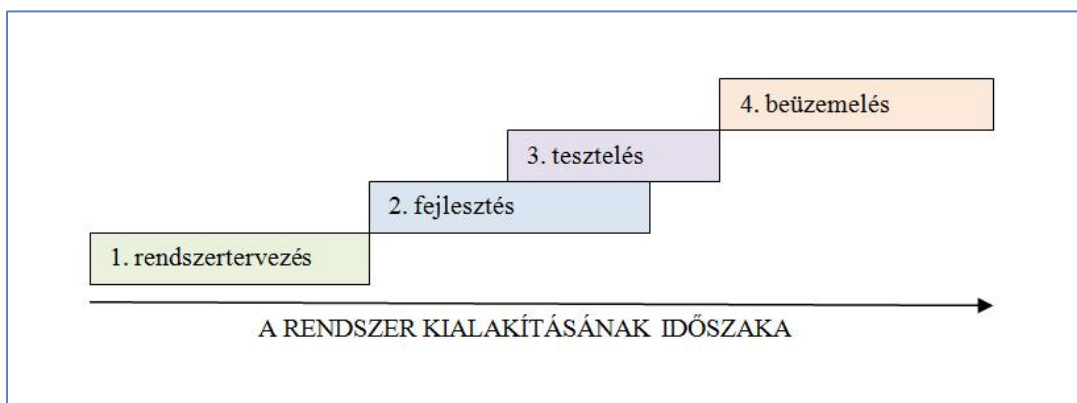 4. beüzemelés
3. tesztelés
2. fejlesztés
1. rendszertervezés
A RENDSZER KIALAKÍTÁSÁNAK IDŐSZAKA